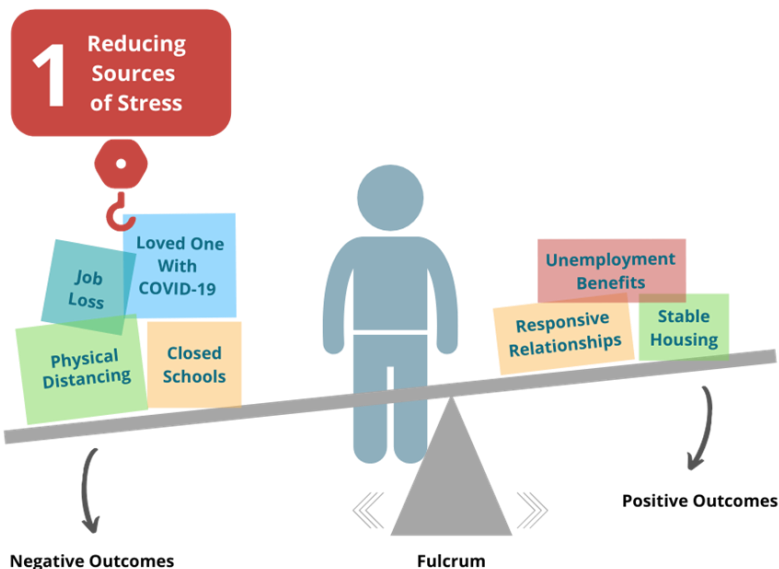 1
Reducing
Sources
of Stress
Loved One
With
COVID-19
Job
Loss
Physical
Distancing
Closed
Schools
Unemployment
Benefits
Responsive
Relationships
Stable
Housing
Positive Outcomes
Negative Outcomes
Fulcrum